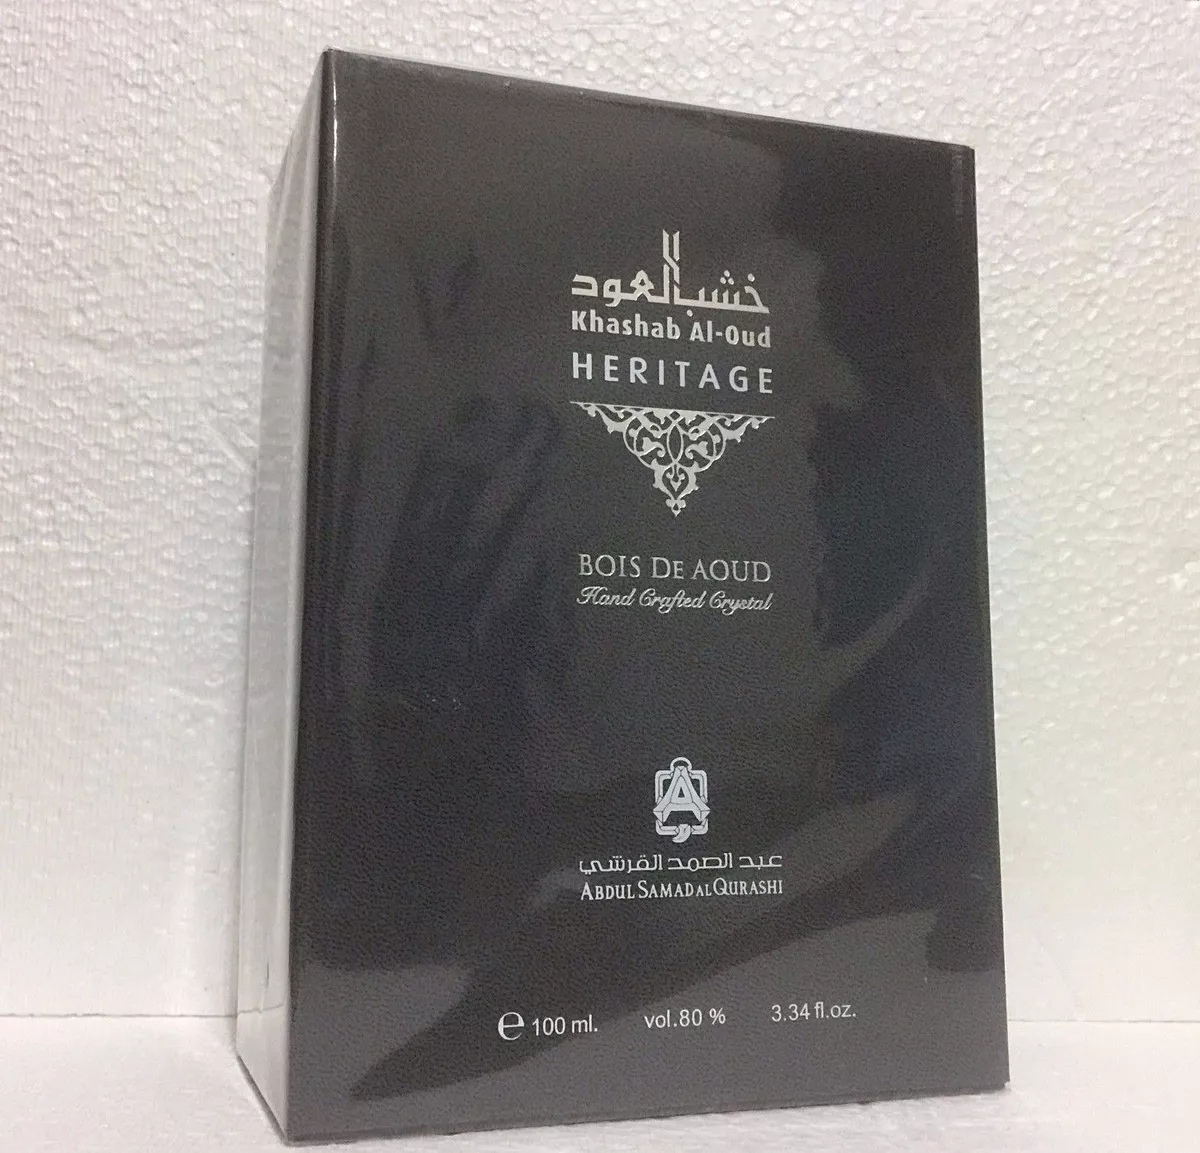 خشب العود
Khashab Al-Oud
HERITAGE
BOIS DE AOUD
Hand Crafted Crystal
عبد الصمد القرشي
ABDUL SAMAD AL QURASHI
e 100 ml. vol.80 % 3.34 fl.oz.